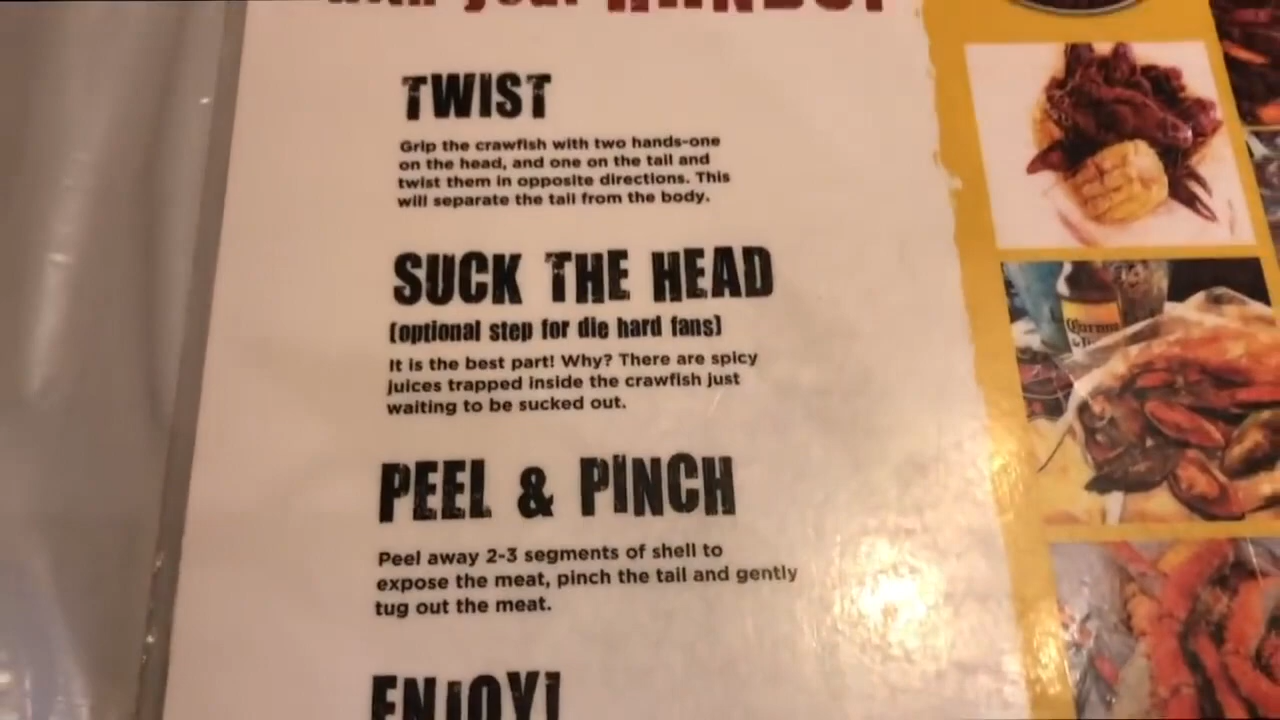 your HANDS!
TWIST
Grip the crawfish with two hands-one
on the head, and one on the tail and
twist them in opposite directions. This
will separate the tail from the body.
SUCK THE HEAD
(optional step for die hard fans)
It is the best part! Why? There are spicy
juices trapped inside the crawfish just
waiting to be sucked out.
PEEL & PINCH
Peel away 2-3 segments of shell to
expose the meat, pinch the tail and gently
tug out the meat.
ENJOY!
Corona